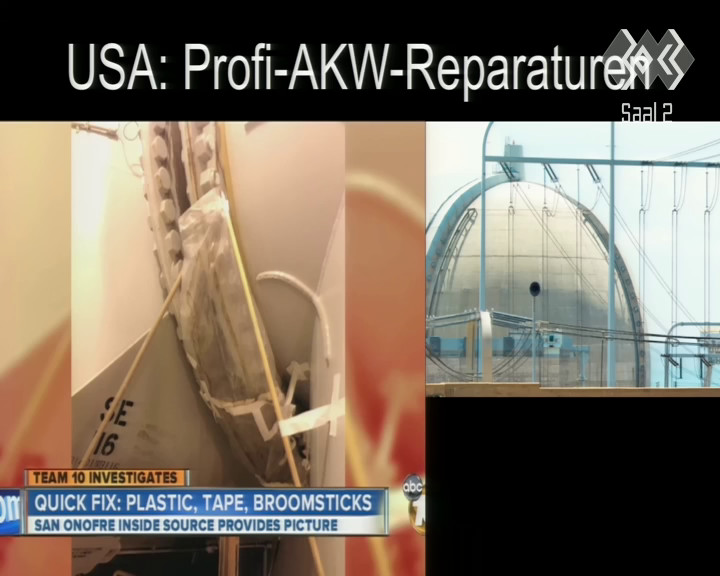 USA: Profi-AKW-Reparaturen
Saal 2
SE
16
TEAM 10 INVESTIGATES
QUICK FIX: PLASTIC, TAPE, BROOMSTICKS
SAN ONOFRE INSIDE SOURCE PROVIDES PICTURE
om
abc